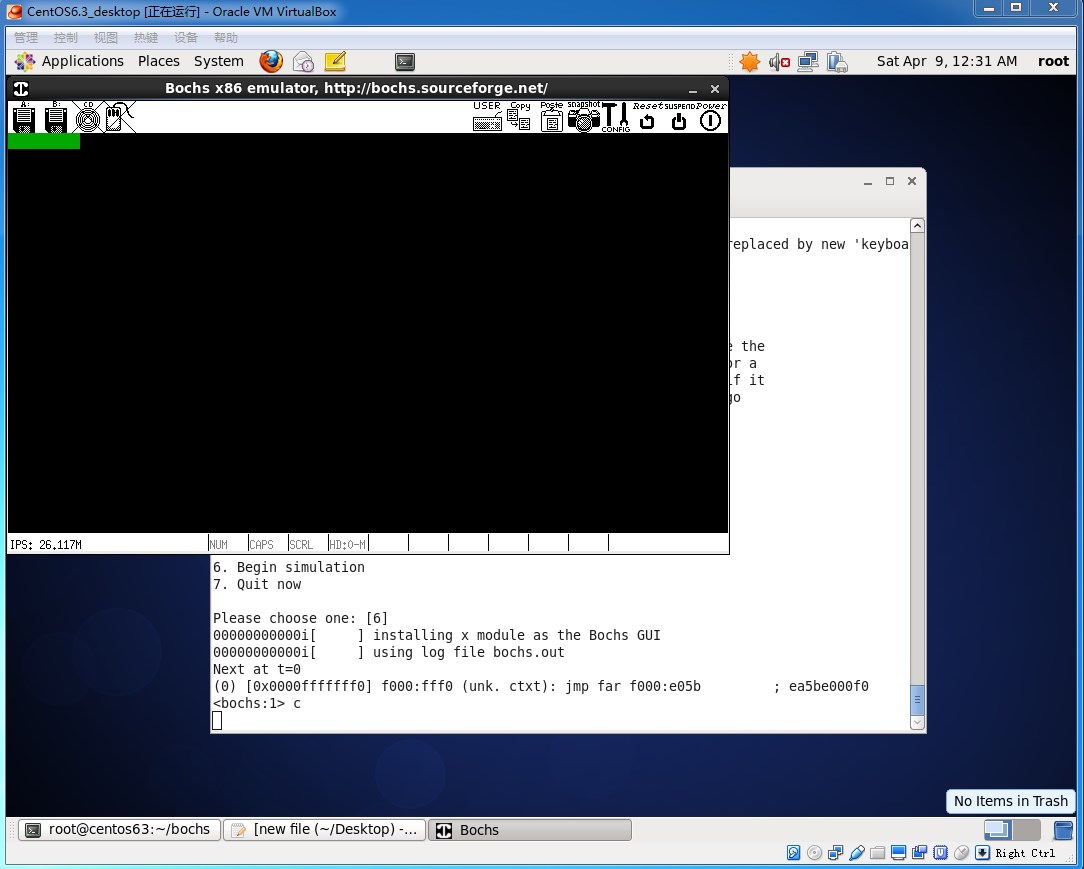 CentOS6.3_desktop [正在运行] - Oracle VM VirtualBox
管理 控制 视图 热键 设备 帮助
Applications Places System Sat Apr 9, 12:31 AM root
Bochs x86 emulator, http://bochs.sourceforge.net/
A: B: CD USER Copy Poste snapshot CONFIG Reset SUSPEND Power
replaced by new 'keyboa
e the
or a
if it
go
IPS: 26.117M NUM CAPS SCRL HD:0-M
6. Begin simulation
7. Quit now
Please choose one: [6]
00000000000i[     ] installing x module as the Bochs GUI
00000000000i[     ] using log file bochs.out
Next at t=0
(0) [0x0000fffffff0] f000:fff0 (unk. ctxt): jmp far f000:e05b         ; ea5be000f0
<bochs:1> c
No Items in Trash
root@centos63:~/bochs [new file (~/Desktop) -... Bochs
Right Ctrl